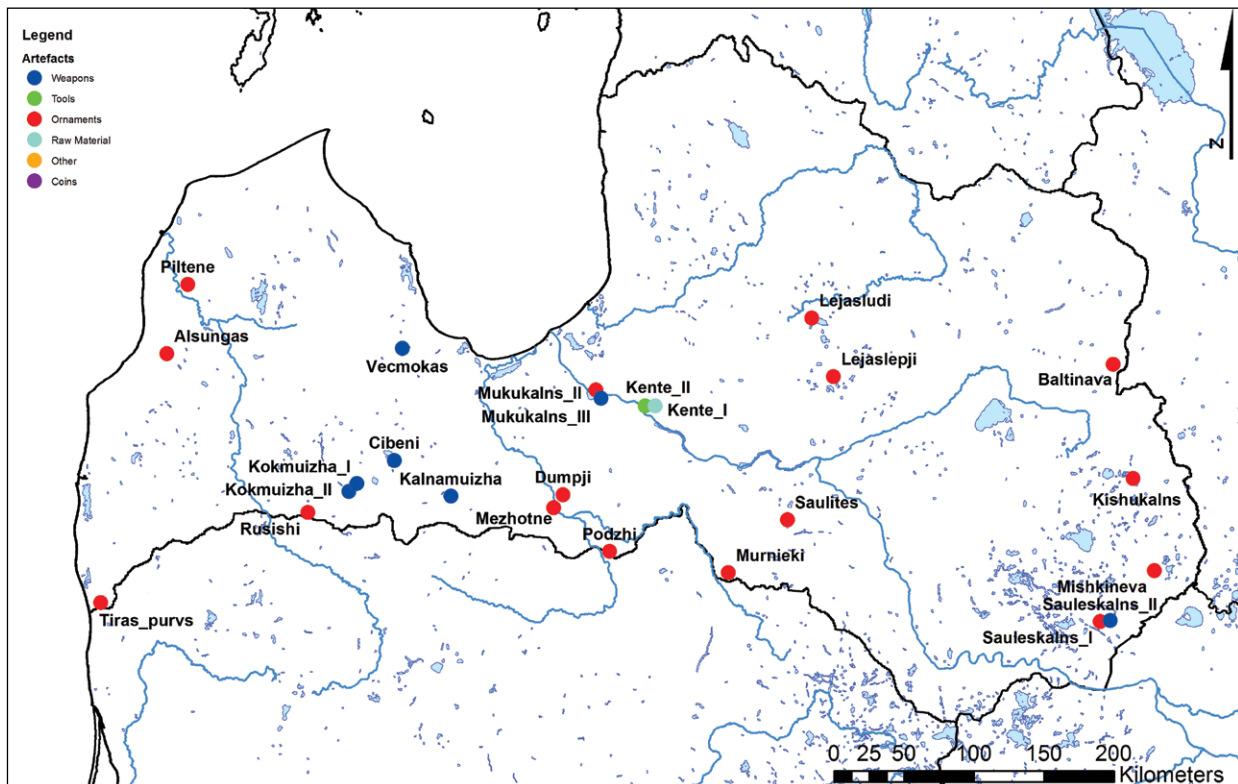 Legend
Artefacts
Weapons
Tools
Ornaments
Raw Material
Other
Coins
N
Piltene
Alsungas
Vecmokas
Lejasludi
Lejaslepji
Baltinava
Mukukalns_II
Kente_II
Mukukalns_III
Kente_I
Cibeni
Kokmuizha_I
Kokmuizha_II
Kalnamuizha
Dumpji
Rusishi
Mezhotne
Podzhi
Saulites
Kishukalns
Murnieki
Mishkineva
Sauleskalns_II
Sauleskalns_I
Tiras_purvs
0 25 50 100 150 200
Kilometers